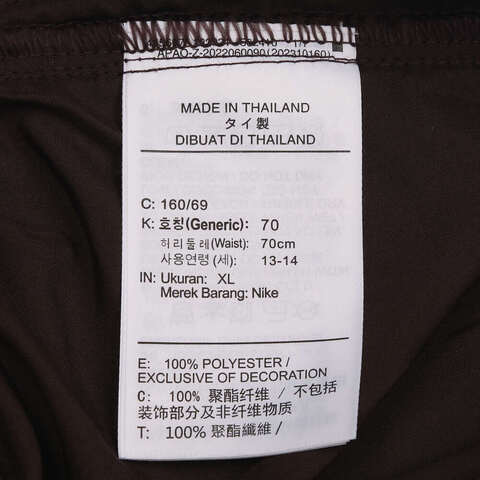 APAO-Z-2022060090(202310160)
MADE IN THAILAND
タイ製
DIBUAT DI THAILAND
C: 160/69
K: 호칭(Generic): 70
허리둘레(Waist): 70cm
사용연령 (세): 13-14
IN: Ukuran: XL
Merek Barang: Nike
E: 100% POLYESTER /
EXCLUSIVE OF DECORATION
C: 100% 聚酯纤维 / 不包括
装饰部分及非纤维物质
T: 100% 聚酯纖維 /